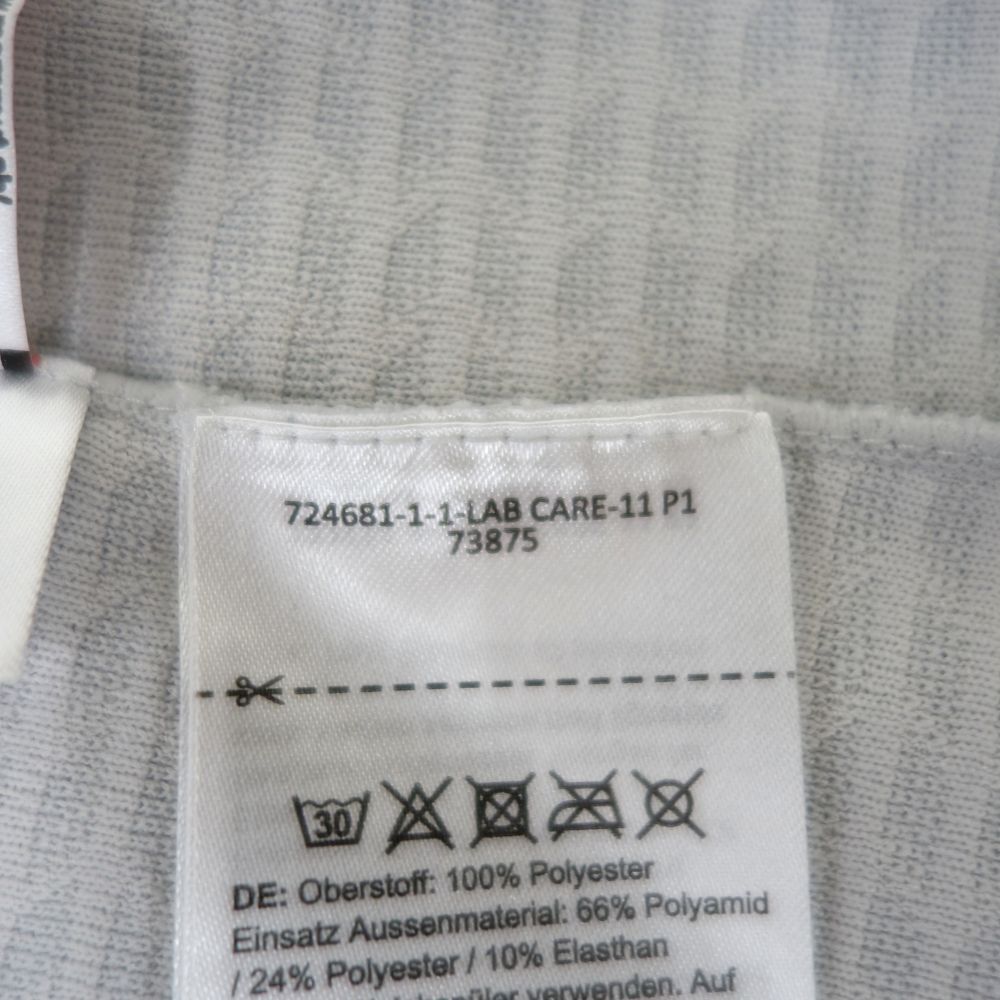 724681-1-1-LAB CARE-11 P1
73875
30
DE: Oberstoff: 100% Polyester
Einsatz Aussenmaterial: 66% Polyamid
/ 24% Polyester / 10% Elasthan
verwenden. Auf